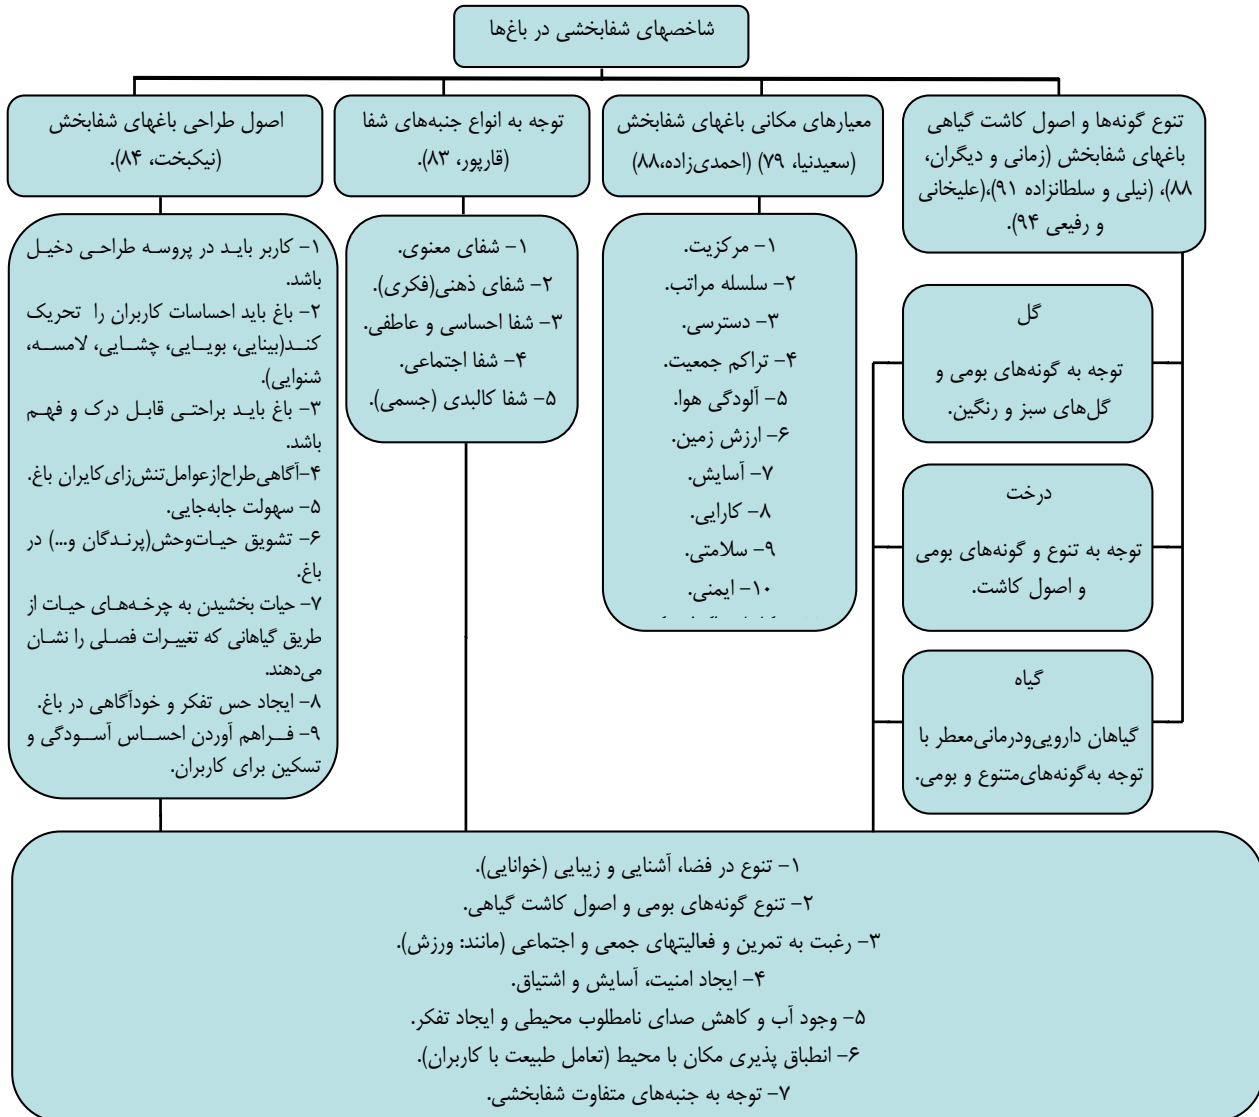 شاخصهای شفابخشی در باغ‌ها
تنوع گونه‌ها و اصول کاشت گیاهی
باغهای شفابخش (زمانی و دیگران،
۸۸)، (نیلی و سلطانزاده ۹۱)،(علیخانی
و رفیعی ۹۴).
معیارهای مکانی باغهای شفابخش
(سعیدنیا، ۷۹) (احمدی‌زاده،۸۸)
توجه به انواع جنبه‌های شفا
(قارپور، ۸۳).
اصول طراحی باغهای شفابخش
(نیکبخت، ۸۴).
گل
توجه به گونه‌های بومی و
گل‌های سبز و رنگین.
درخت
توجه به تنوع و گونه‌های بومی
و اصول کاشت.
گیاه
گیاهان دارویی‌ودرمانی‌معطر با
توجه به‌گونه‌های‌متنوع و بومی.
۱- مرکزیت.
۲- سلسله مراتب.
۳- دسترسی.
۴- تراکم جمعیت.
۵- آلودگی هوا.
۶- ارزش زمین.
۷- آسایش.
۸- کارایی.
۹- سلامتی.
۱۰- ایمنی.
۱- شفای معنوی.
۲- شفای ذهنی(فکری).
۳- شفا احساسی و عاطفی.
۴- شفا اجتماعی.
۵- شفا کالبدی (جسمی).
۱- کاربر باید در پروسه طراحی دخیل
باشد.
۲- باغ باید احساسات کاربران را تحریک
کند(بینایی، بویایی، چشایی، لامسه،
شنوایی).
۳- باغ باید براحتی قابل درک و فهم
باشد.
۴-آگاهی‌طراح‌ازعوامل‌تنش‌زای‌کایران باغ.
۵- سهولت جابه‌جایی.
۶- تشویق حیات‌وحش(پرندگان و...) در
باغ.
۷- حیات بخشیدن به چرخه‌های حیات از
طریق گیاهانی که تغییرات فصلی را نشان
می‌دهند.
۸- ایجاد حس تفکر و خودآگاهی در باغ.
۹- فراهم آوردن احساس آسودگی و
تسکین برای کاربران.
۱- تنوع در فضا، آشنایی و زیبایی (خوانایی).
۲- تنوع گونه‌های بومی و اصول کاشت گیاهی.
۳- رغبت به تمرین و فعالیتهای جمعی و اجتماعی (مانند: ورزش).
۴- ایجاد امنیت، آسایش و اشتیاق.
۵- وجود آب و کاهش صدای نامطلوب محیطی و ایجاد تفکر.
۶- انطباق پذیری مکان با محیط (تعامل طبیعت با کاربران).
۷- توجه به جنبه‌های متفاوت شفابخشی.